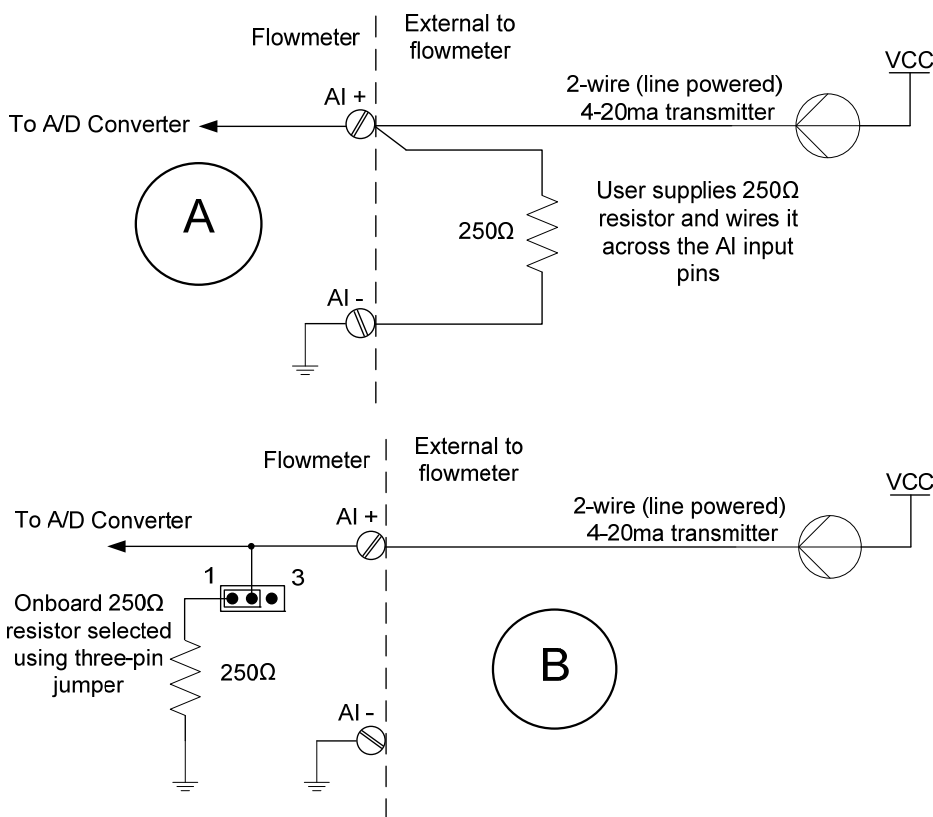 Flowmeter
External to
flowmeter
VCC
AI +
2-wire (line powered)
4-20ma transmitter
To A/D Converter
A
250Ω
User supplies 250Ω
resistor and wires it
across the AI input
pins
AI -
Flowmeter
External to
flowmeter
VCC
To A/D Converter
AI +
2-wire (line powered)
4-20ma transmitter
1
3
Onboard 250Ω
resistor selected
using three-pin
jumper
250Ω
B
AI -